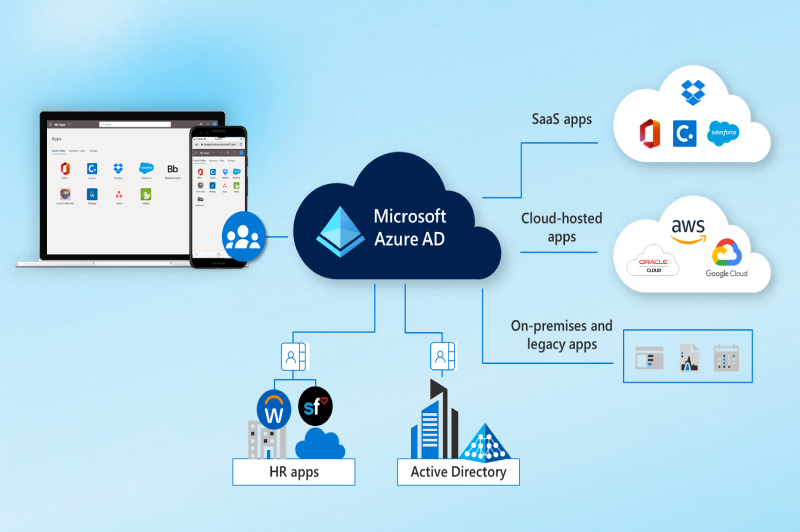 My Apps
Apps
SaaS apps
salesforce
Microsoft
Azure AD
Cloud-hosted
apps
aws
ORACLE
CLOUD
Google Cloud
On-premises and
legacy apps
W
sf
HR apps
Active Directory
Bb
Bb